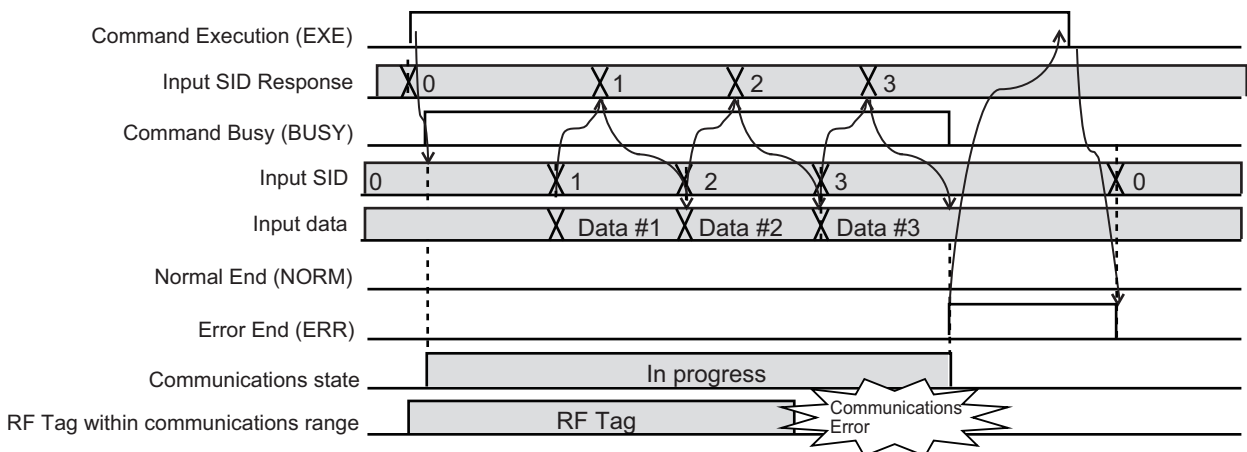 Command Execution (EXE)
Input SID Response
0 1 2 3
Command Busy (BUSY)
Input SID
0 1 2 3 0
Input data
Data #1 Data #2 Data #3
Normal End (NORM)
Error End (ERR)
Communications state
In progress
RF Tag within communications range
RF Tag
Communications
Error